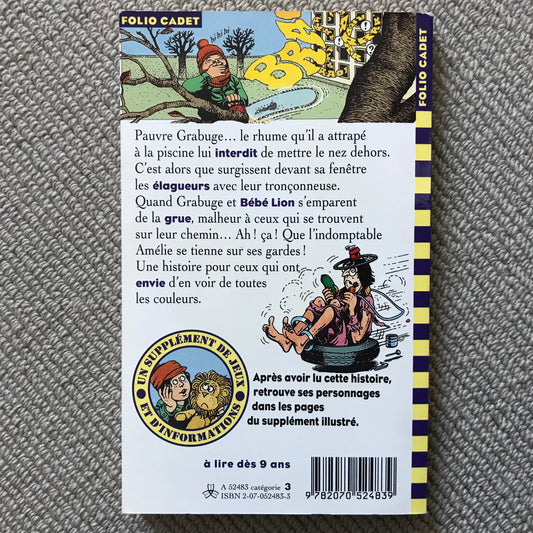 FOLIO CADET
hi hi hi
FOLIO CADET
Pauvre Grabuge… le rhume qu'il a attrapé
à la piscine lui interdit de mettre le nez dehors.
C'est alors que surgissent devant sa fenêtre
les élagueurs avec leur tronçonneuse.
Quand Grabuge et Bébé Lion s'emparent
de la grue, malheur à ceux qui se trouvent
sur leur chemin… Ah ! ça ! Que l'indomptable
Amélie se tienne sur ses gardes !
Une histoire pour ceux qui ont
envie d'en voir de toutes
les couleurs.
UN SUPPLÉMENT DE JEUX
ET D'INFORMATIONS
Après avoir lu cette histoire,
retrouve ses personnages
dans les pages
du supplément illustré.
à lire dès 9 ans
A 52483 catégorie 3
ISBN 2-07-052483-3
9 782070 524839